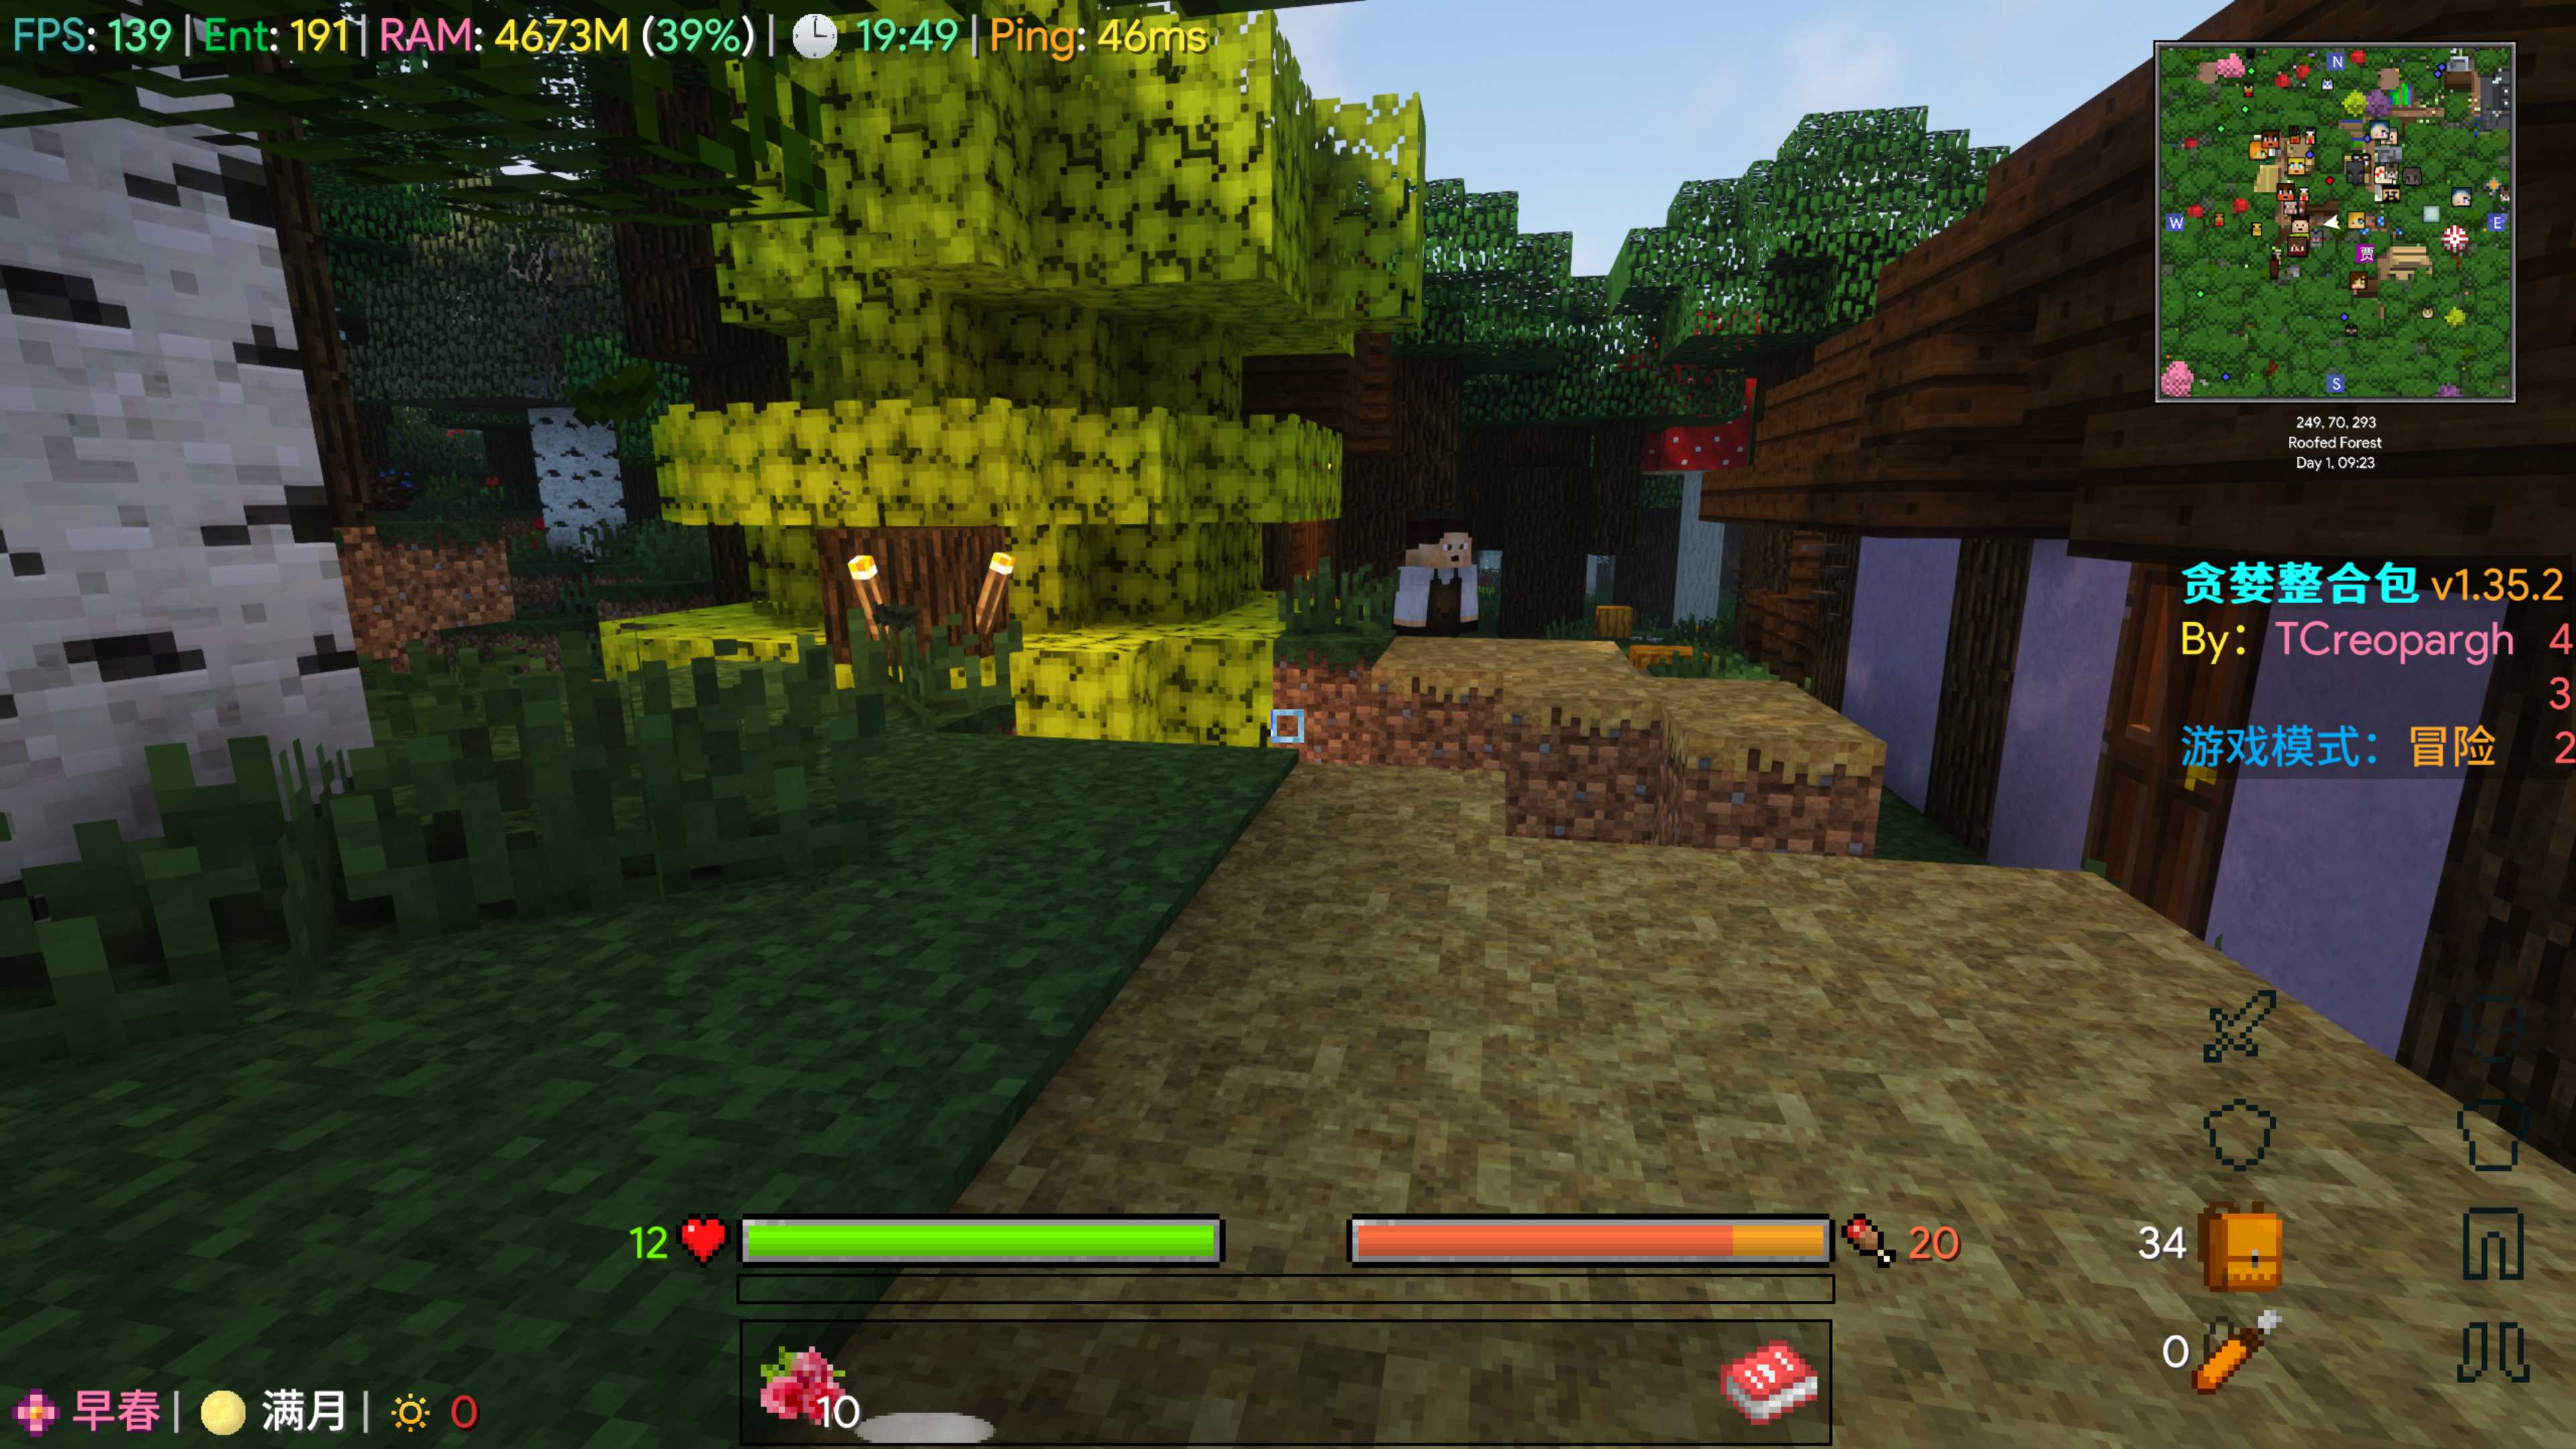 FPS: 139 | Ent: 191 | RAM: 4673M (39%) | 19:49 | Ping: 46ms
N
W
E
贾
S
249, 70, 293
Roofed Forest
Day 1, 09:23
贪婪整合包 v1.35.2
By: TCreopargh 4
3
游戏模式: 冒险 2
12
20
34
0
10
早春 | 满月 | 0